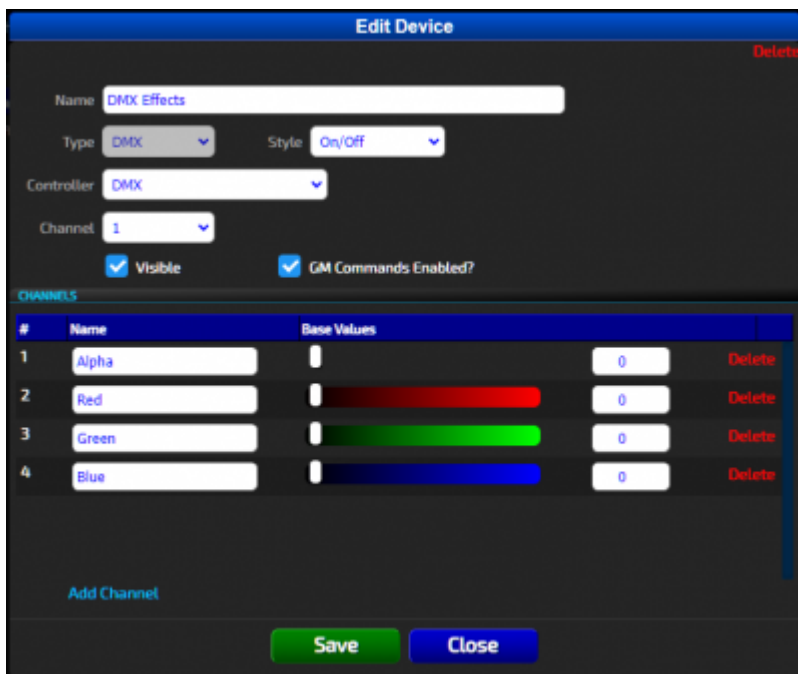 Edit Device
Delete
Name DMX Effects
Type DMX Style On/Off
Controller DMX
Channel 1
Visible GM Commands Enabled?
CHANNELS
# Name Base Values
1 Alpha 0 Delete
2 Red 0 Delete
3 Green 0 Delete
4 Blue 0 Delete
Add Channel
Save Close